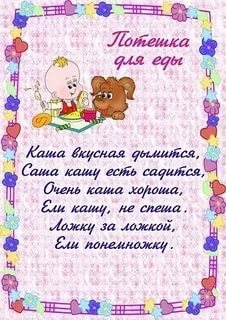 Потешка
для еды
Каша вкусная дымится,
Саша кашу есть садится,
Очень каша хороша,
Ели кашу, не спеша.
Ложку за ложкой,
Ели понемножку.